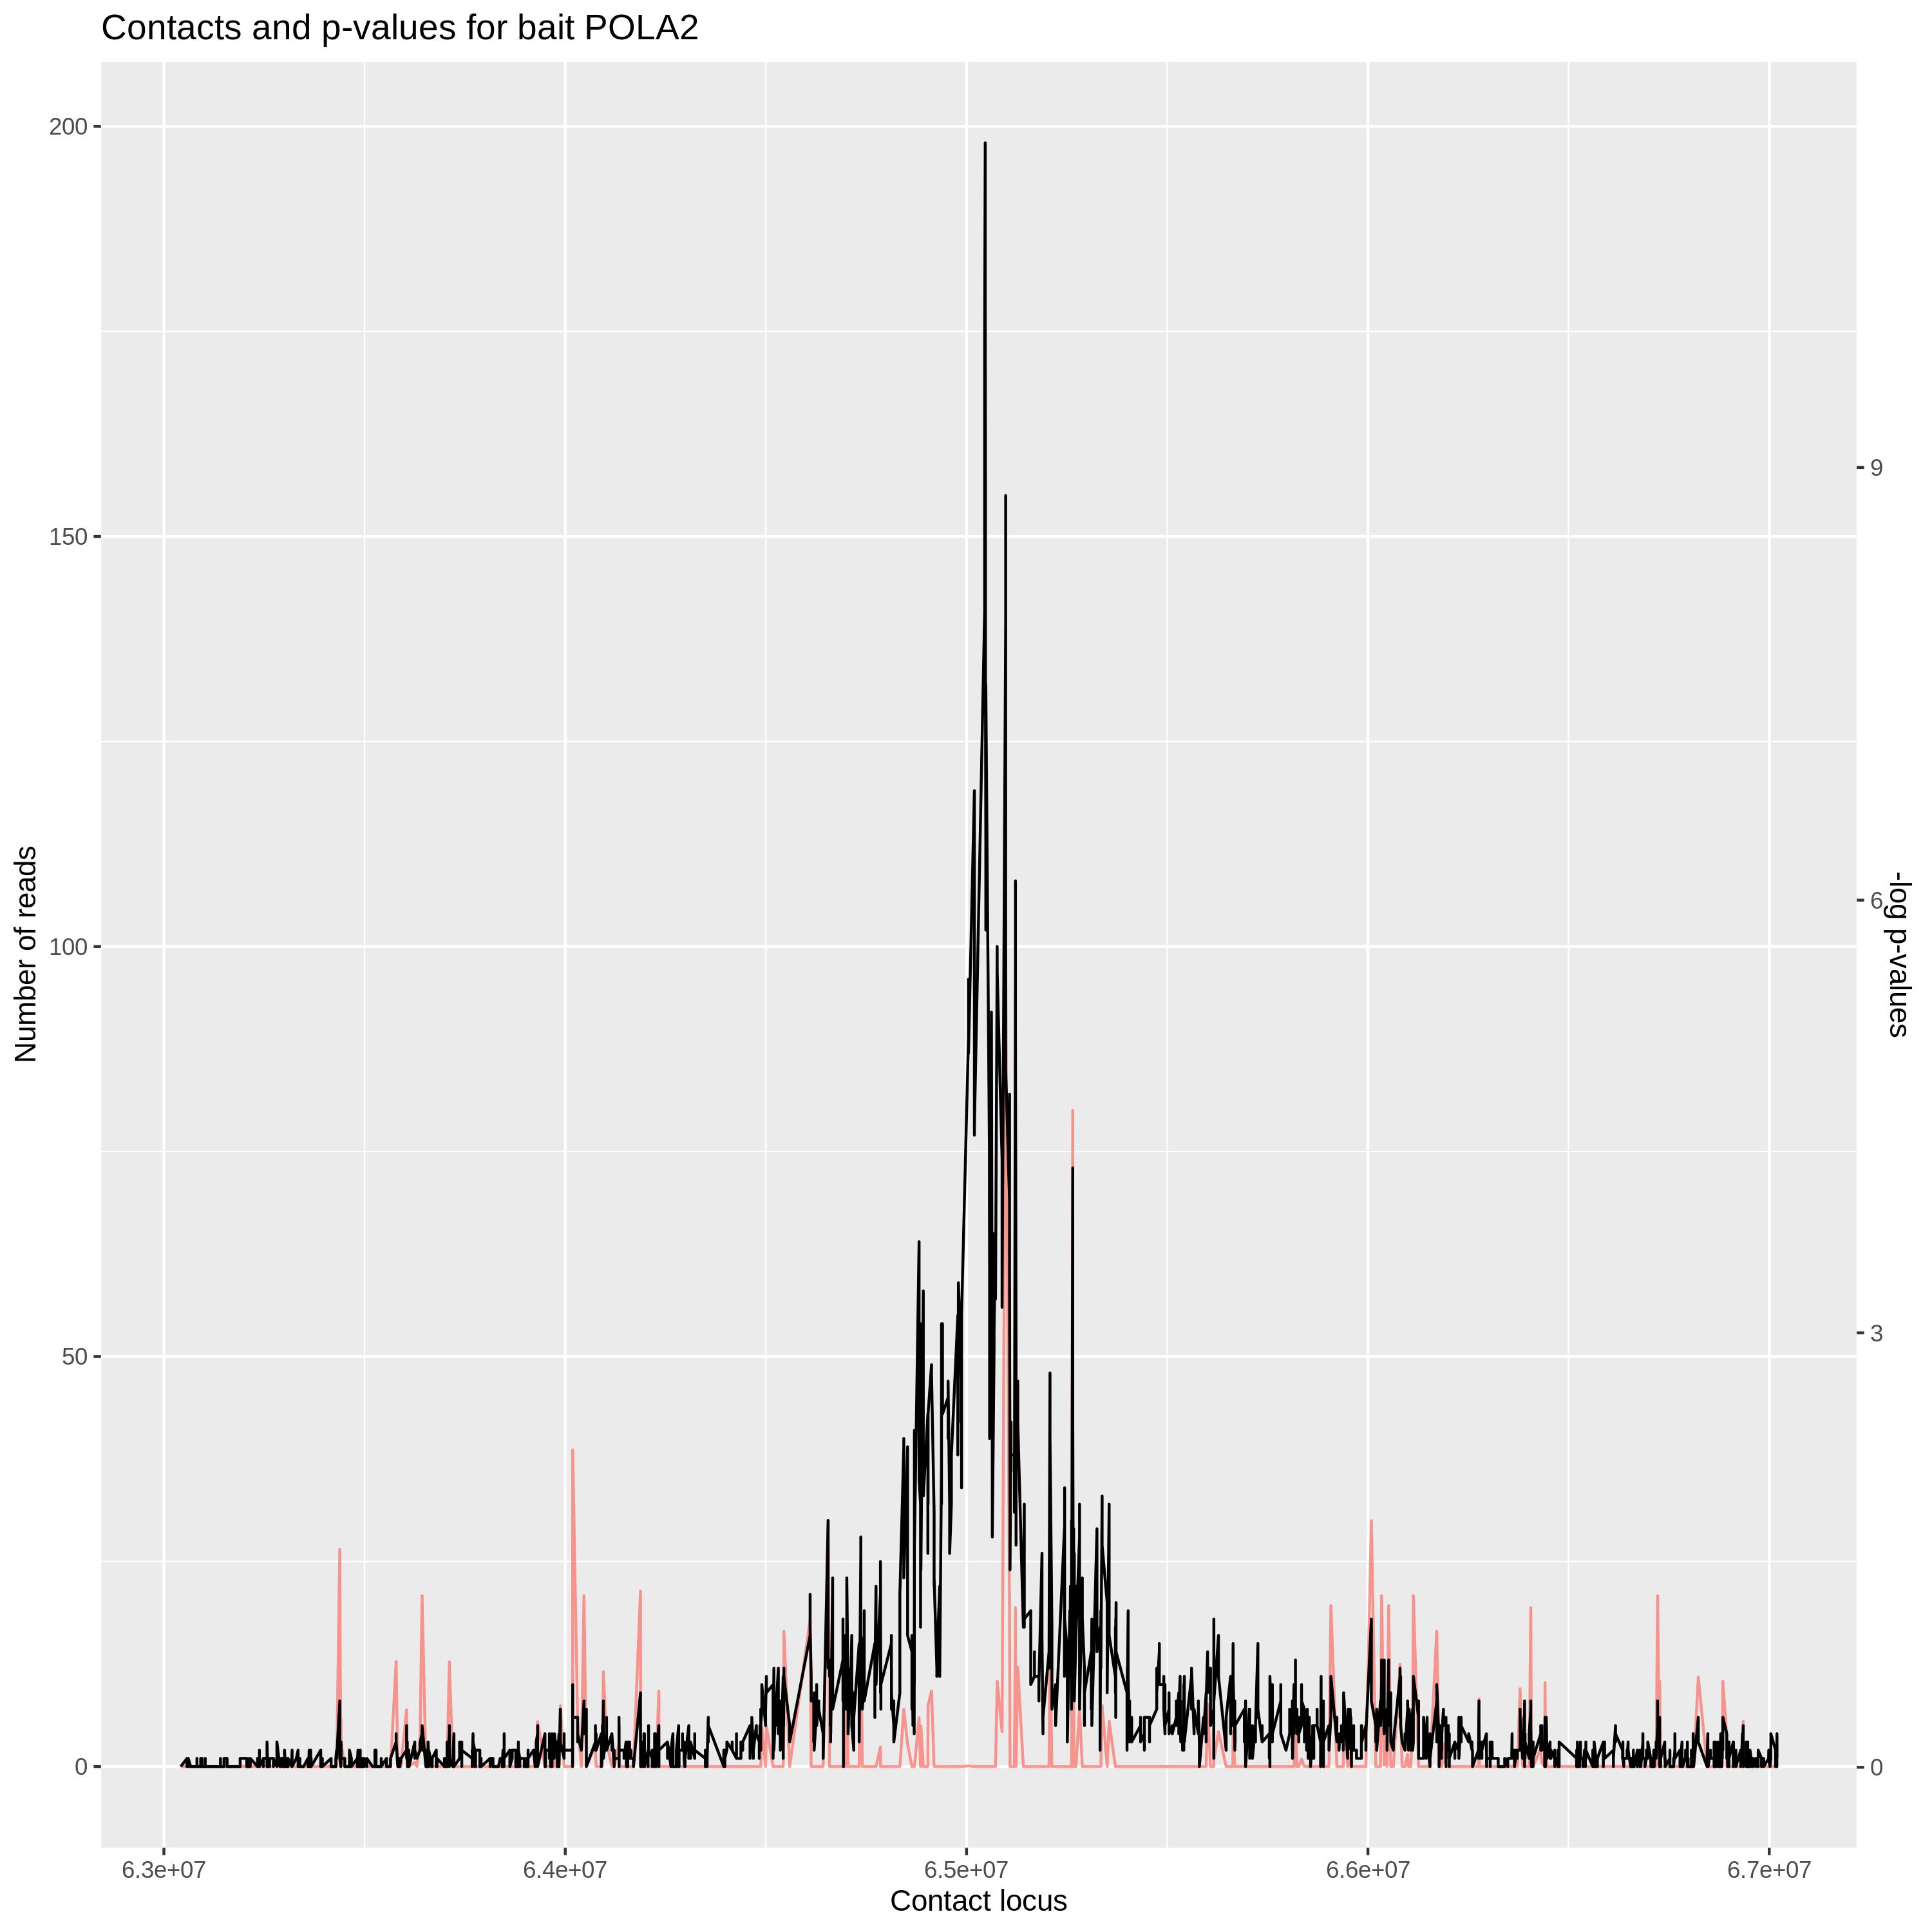 Contacts and p-values for bait POLA2
200
150
100
50
0
Number of reads
9
6
3
0
-log p-values
6.3e+07
6.4e+07
6.5e+07
6.6e+07
6.7e+07
Contact locus